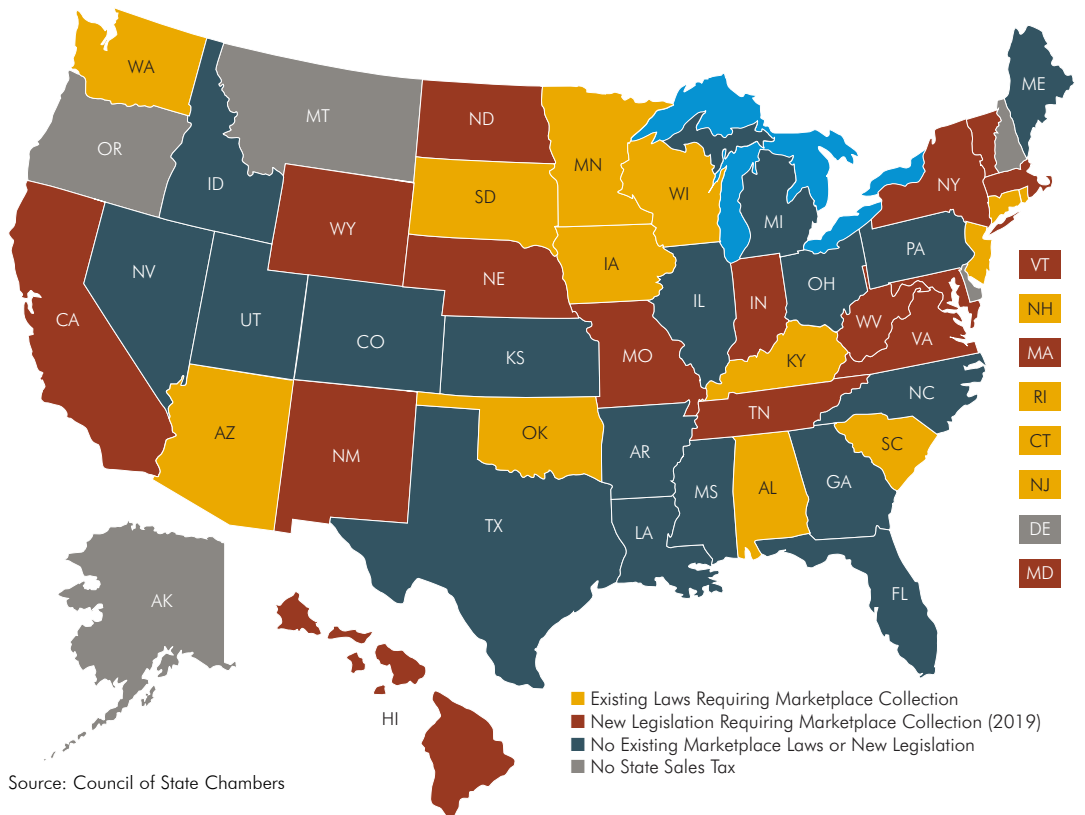 WA
MT
ND
ME
OR
MN
ID
SD
WI
NY
WY
MI
IA
PA
NV
NE
OH
IL
IN
UT
CA
CO
WV
VA
KS
MO
KY
NC
TN
AZ
OK
SC
NM
AR
MS
AL
GA
TX
LA
FL
AK
HI
VT
NH
MA
RI
CT
NJ
DE
MD
Existing Laws Requiring Marketplace Collection
New Legislation Requiring Marketplace Collection (2019)
No Existing Marketplace Laws or New Legislation
No State Sales Tax
Source: Council of State Chambers